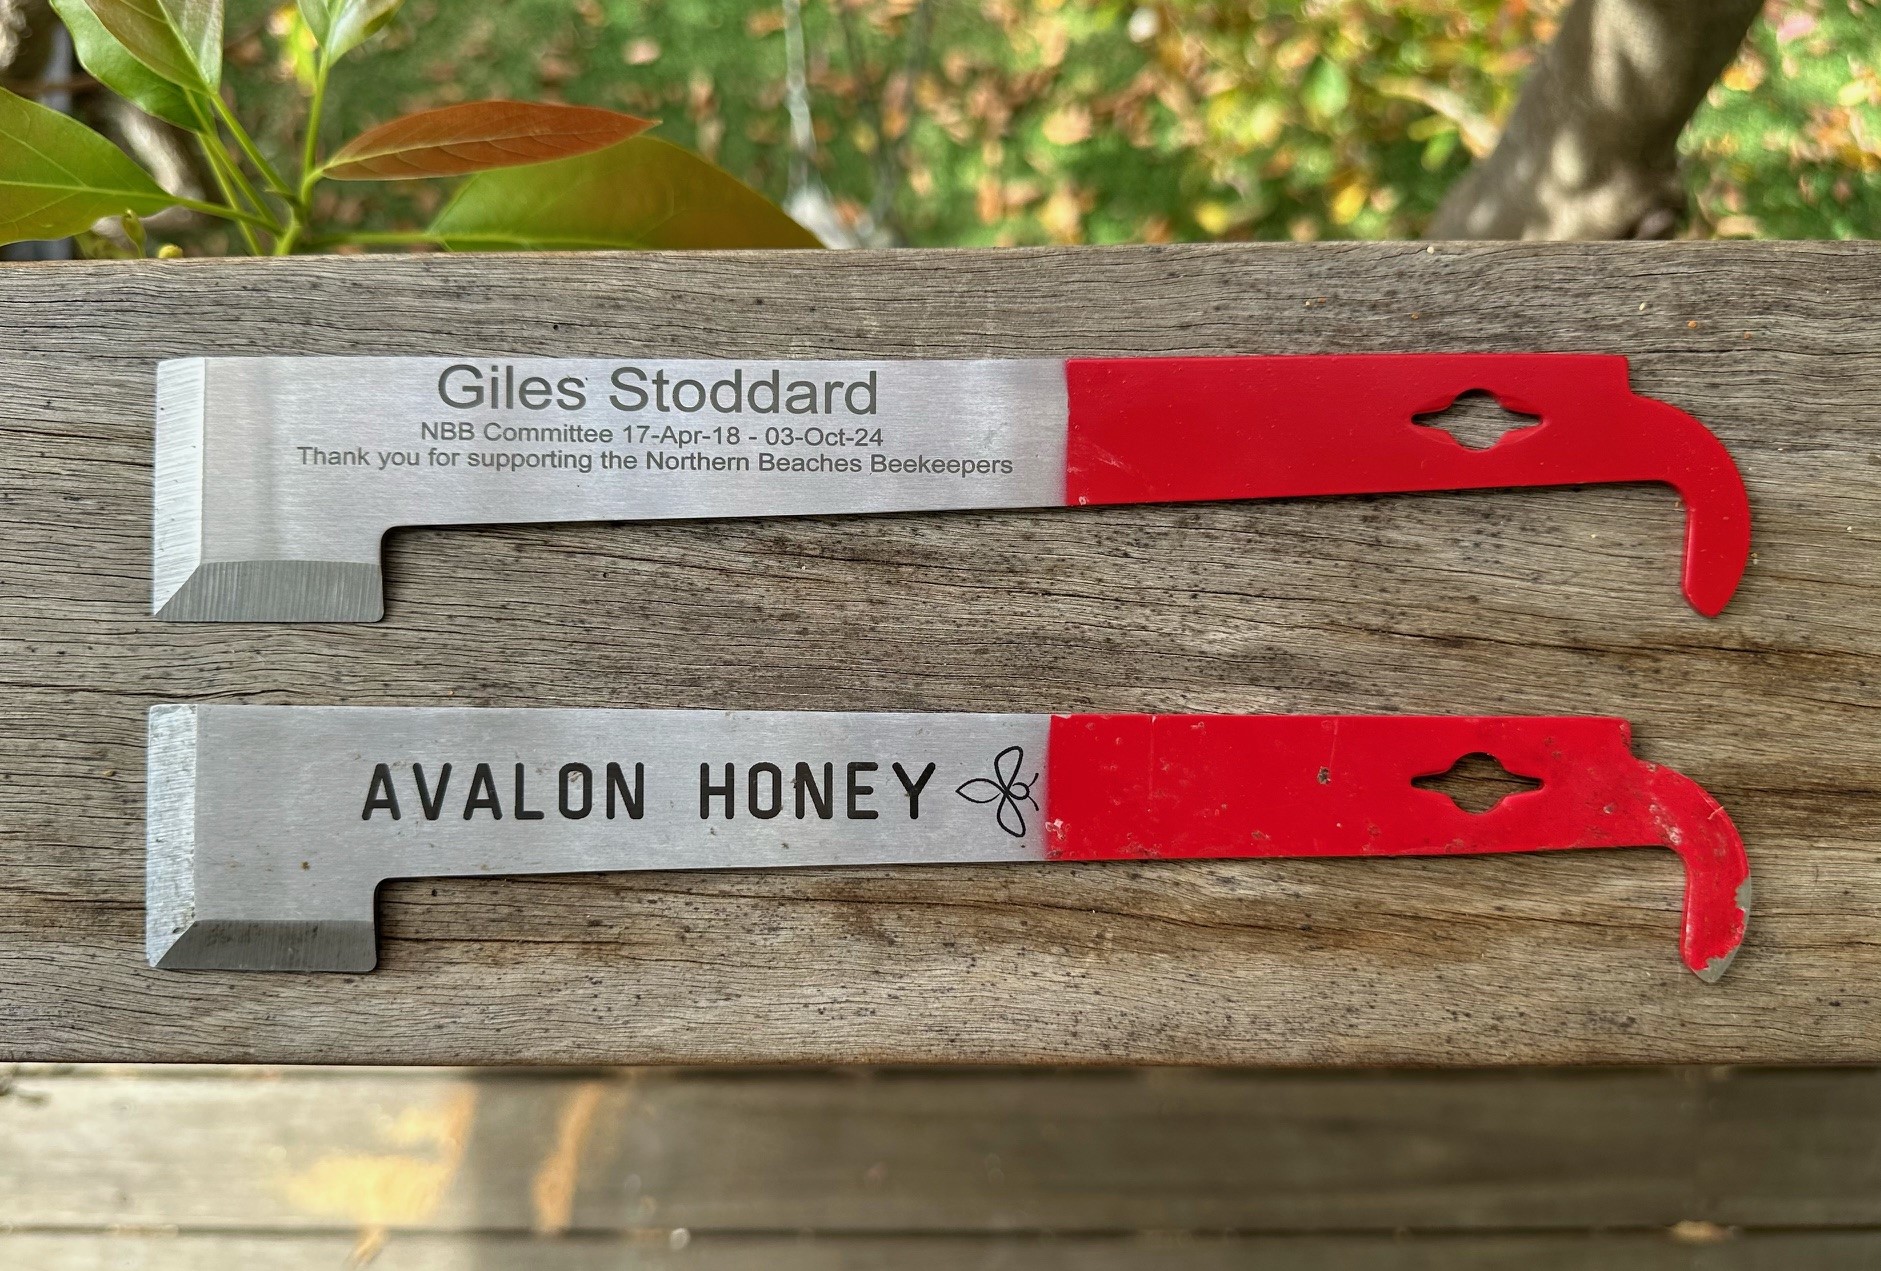 Giles Stoddard
NBB Committee 17-Apr-18 - 03-Oct-24
Thank you for supporting the Northern Beaches Beekeepers
AVALON HONEY